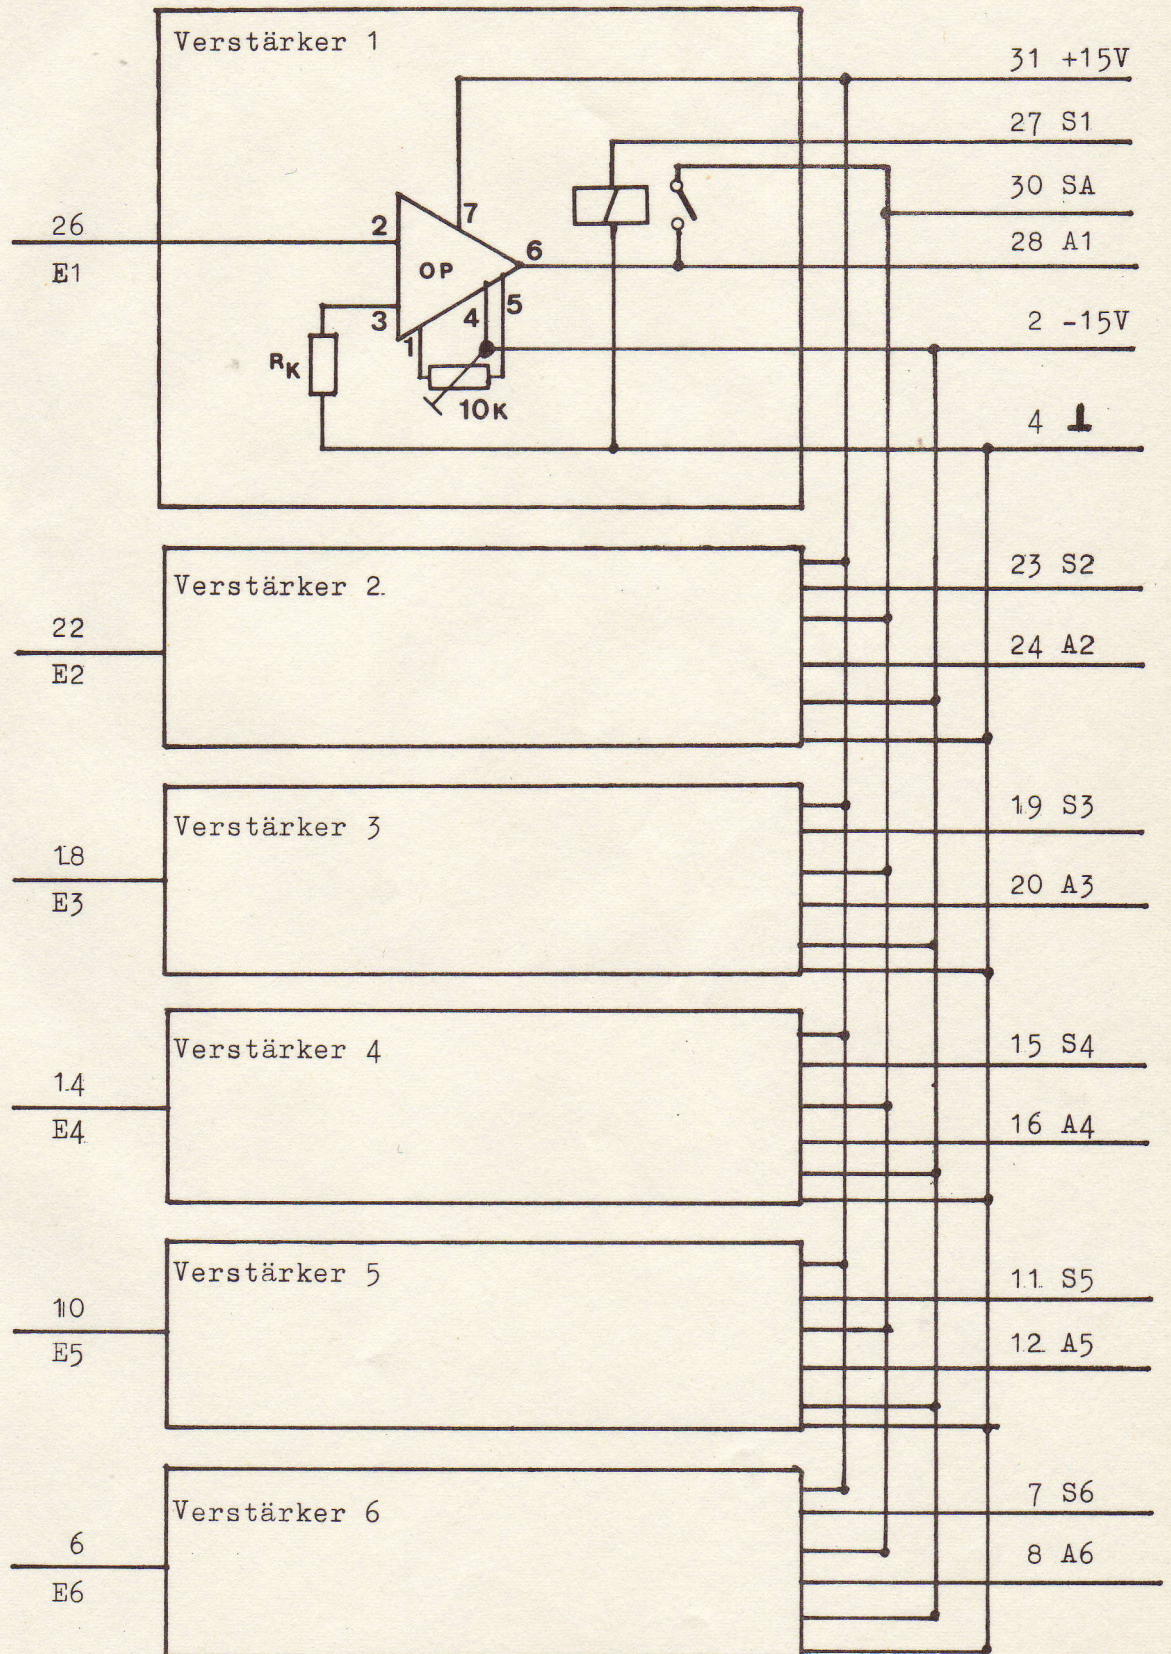 Verstärker 1
31 +15V
27 S1
30 SA
28 A1
2 -15V
4
26
E1
2
7
6
OP
3
4
5
1
RK
10K
Verstärker 2
22
E2
23 S2
24 A2
Verstärker 3
18
E3
19 S3
20 A3
Verstärker 4
14
E4
15 S4
16 A4
Verstärker 5
10
E5
11 S5
12 A5
Verstärker 6
6
E6
7 S6
8 A6